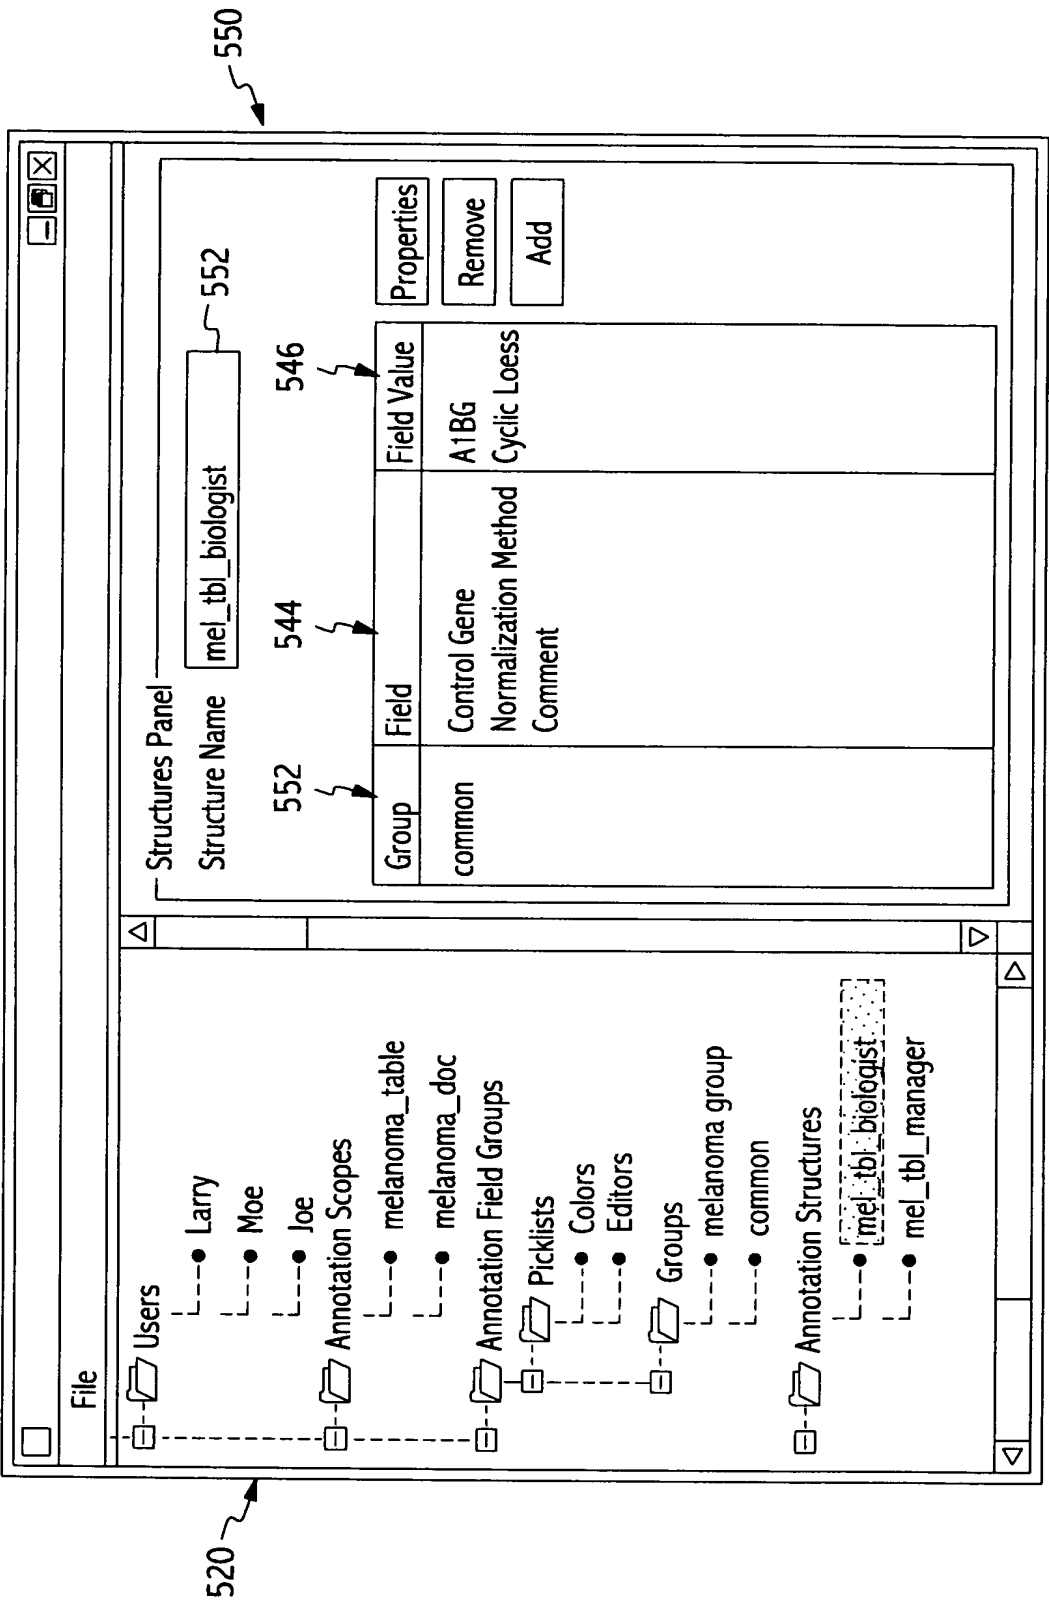 520
550
File
Users
Larry
Moe
Joe
Annotation Scopes
melanoma_table
melanoma_doc
Annotation Field Groups
Picklists
Colors
Editors
Groups
melanoma group
common
Annotation Structures
mel_tbl_biologist
mel_tbl_manager
Structures Panel
Structure Name mel_tbl_biologist 552
552 544 546
Group Field Field Value
common Control Gene A1BG
Normalization Method Cyclic Loess
Comment
Properties
Remove
Add